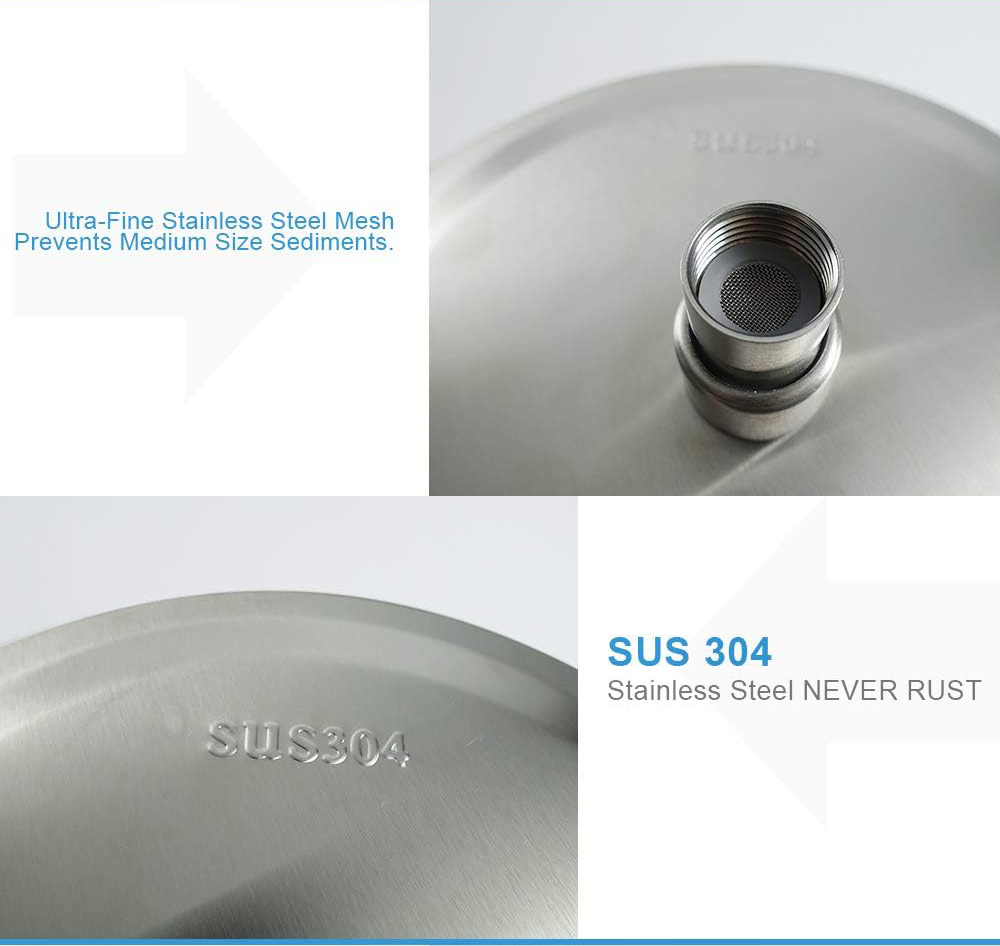 Ultra-Fine Stainless Steel Mesh
Prevents Medium Size Sediments.
SUS304
SUS304
SUS 304
Stainless Steel NEVER RUST